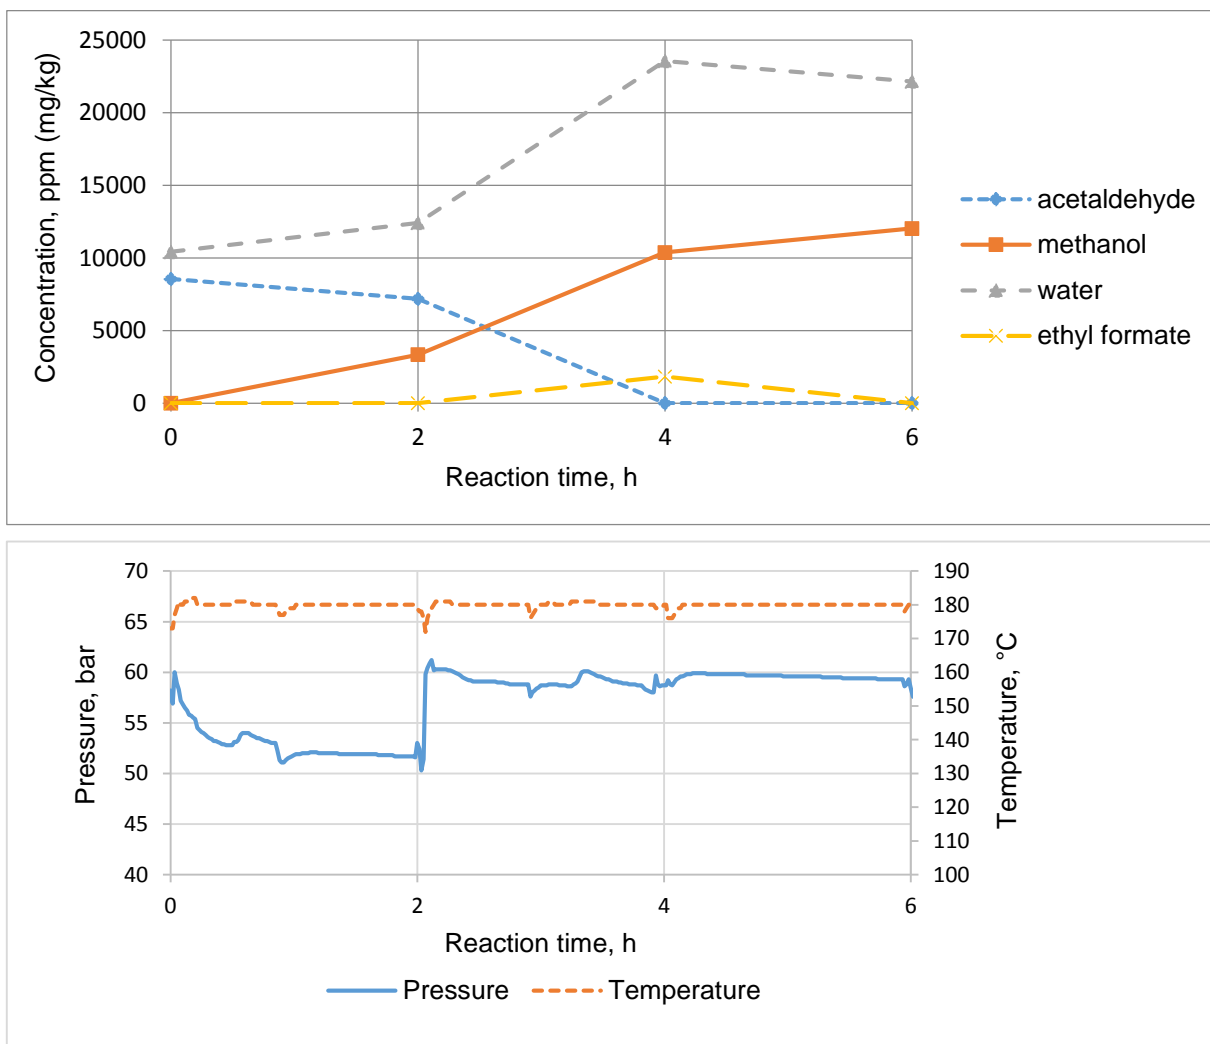 Concentration, ppm (mg/kg)
25000
20000
15000
10000
5000
0
0 2 4 6
Reaction time, h
acetaldehyde
methanol
water
ethyl formate
Pressure, bar
70
65
60
55
50
45
40
190
180
170
160
150
140
130
120
110
100
Temperature, °C
0 2 4 6
Reaction time, h
Pressure Temperature